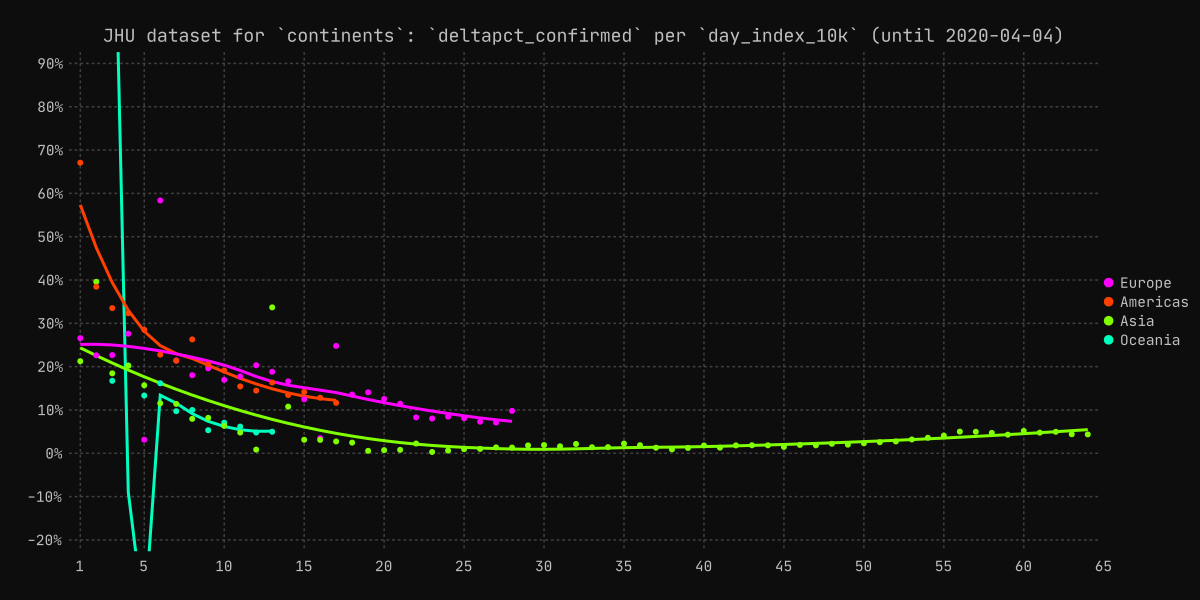 JHU dataset for `continents`: `deltapct_confirmed` per `day_index_10k` (until 2020-04-04)
90%
80%
70%
60%
50%
40%
30%
20%
10%
0%
-10%
-20%
1 5 10 15 20 25 30 35 40 45 50 55 60 65
Europe
Americas
Asia
Oceania